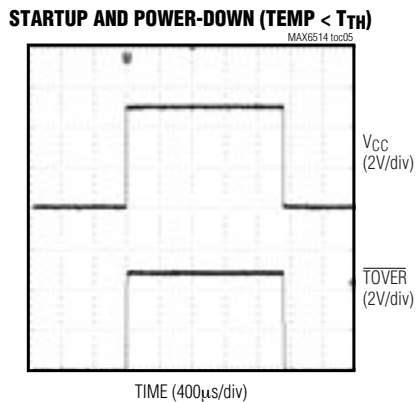 STARTUP AND POWER-DOWN (TEMP < TTH)
MAX6514 toc05
VCC
(2V/div)
TOVER
(2V/div)
TIME (400μs/div)